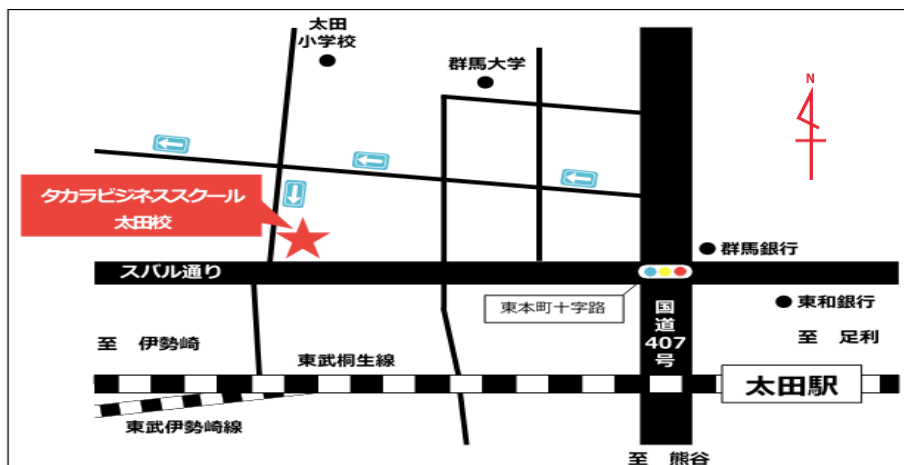 太田
小学校
群馬大学
N
タカラビジネススクール
太田校
群馬銀行
スバル通り
東本町十字路
東和銀行
国道407号
至 伊勢崎
至 足利
東武桐生線
太田駅
東武伊勢崎線
至 熊谷